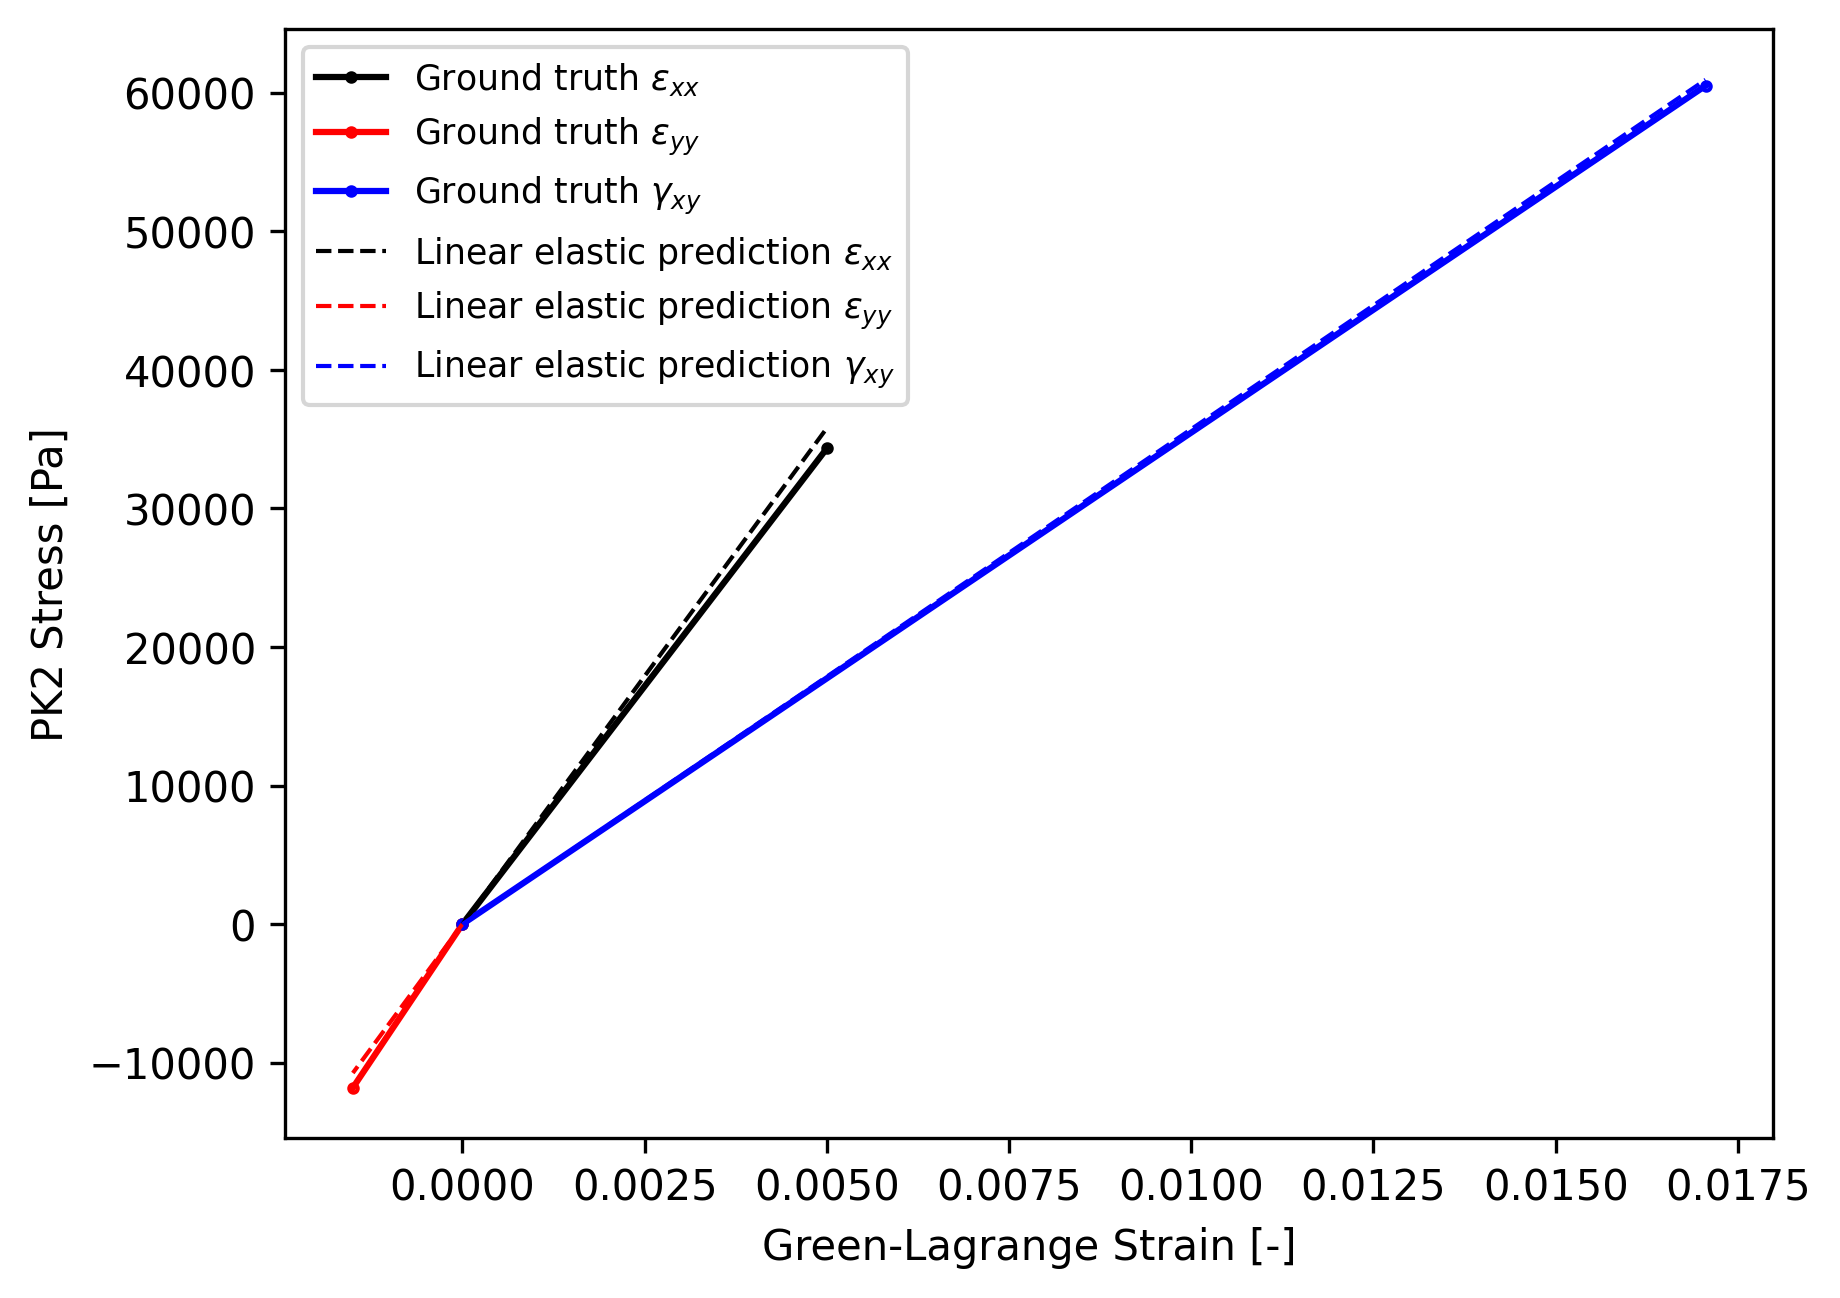 Ground truth εxx
Ground truth εyy
Ground truth γxy
Linear elastic prediction εxx
Linear elastic prediction εyy
Linear elastic prediction γxy
60000
50000
40000
30000
20000
10000
0
−10000
PK2 Stress [Pa]
0.0000 0.0025 0.0050 0.0075 0.0100 0.0125 0.0150 0.0175
Green-Lagrange Strain [-]